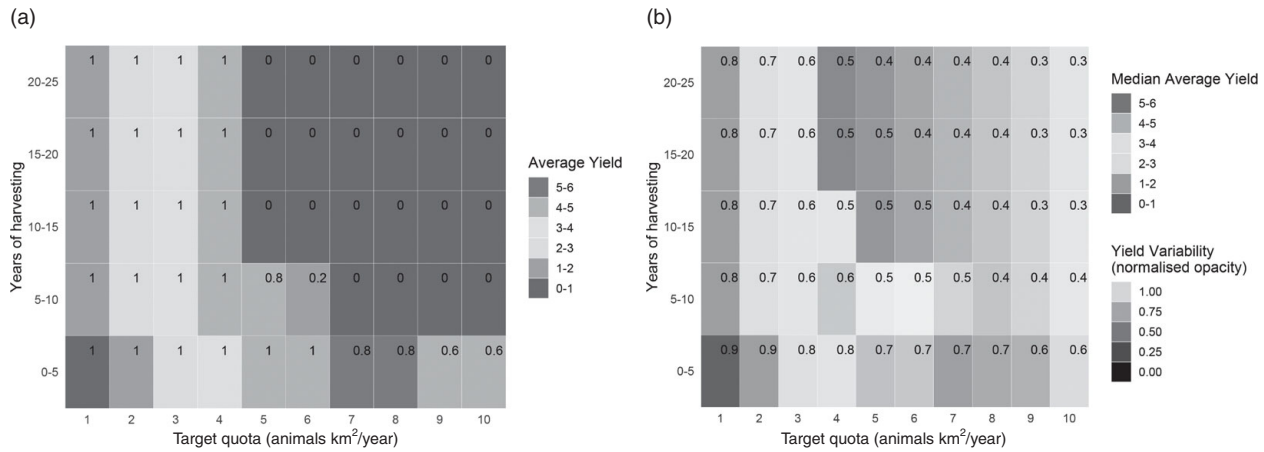 (a)
Years of harvesting
20-25
1 1 1 1 0 0 0 0 0 0
15-20
1 1 1 1 0 0 0 0 0 0
10-15
1 1 1 1 0 0 0 0 0 0
5-10
1 1 1 1 0.8 0.2 0 0 0 0
0-5
1 1 1 1 1 1 0.8 0.8 0.6 0.6
1 2 3 4 5 6 7 8 9 10
Target quota (animals km²/year)
Average Yield
5-6
4-5
3-4
2-3
1-2
0-1
(b)
Years of harvesting
20-25
0.8 0.7 0.6 0.5 0.4 0.4 0.4 0.4 0.3 0.3
15-20
0.8 0.7 0.6 0.5 0.5 0.4 0.4 0.4 0.3 0.3
10-15
0.8 0.7 0.6 0.5 0.5 0.5 0.4 0.4 0.3 0.3
5-10
0.8 0.7 0.6 0.6 0.5 0.5 0.5 0.4 0.4 0.4
0-5
0.9 0.9 0.8 0.8 0.7 0.7 0.7 0.7 0.6 0.6
1 2 3 4 5 6 7 8 9 10
Target quota (animals km²/year)
Median Average Yield
5-6
4-5
3-4
2-3
1-2
0-1
Yield Variability
(normalised opacity)
1.00
0.75
0.50
0.25
0.00